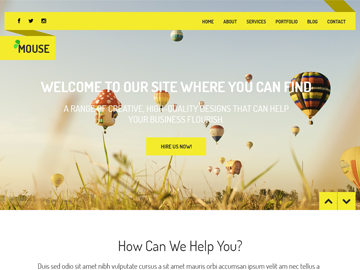 HOME ABOUT SERVICES PORTFOLIO BLOG CONTACT
MOUSE
WELCOME TO OUR SITE WHERE YOU CAN FIND
A RANGE OF CREATIVE, HIGH-QUALITY DESIGNS THAT CAN HELP
YOUR BUSINESS FLOURISH.
HIRE US NOW!
How Can We Help You?
Duis sed odio sit amet nibh vulputate cursus a sit amet mauris orbi accumsan ipsum velit am nec tellus a